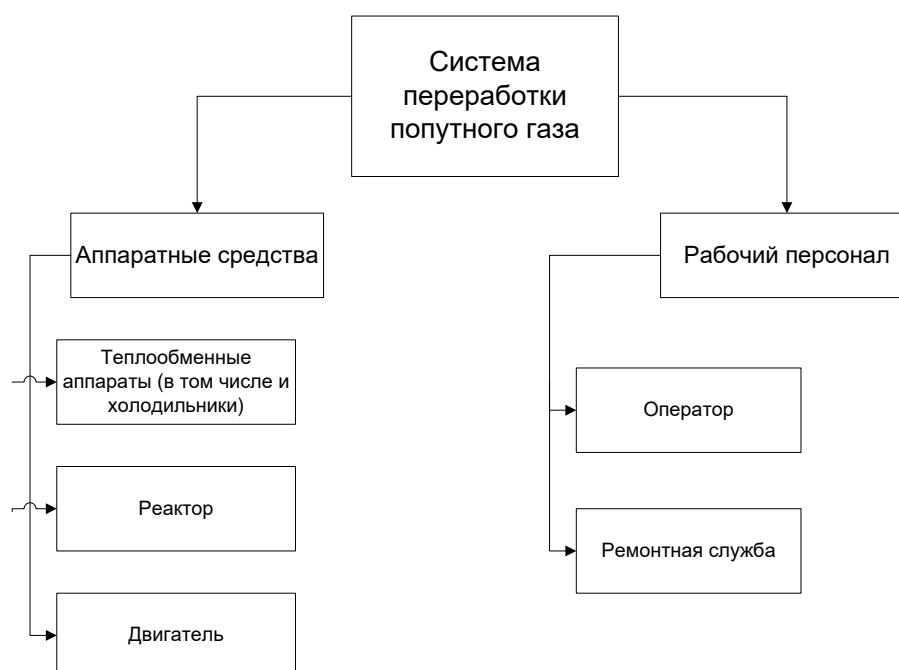 Система
переработки
попутного газа
Аппаратные средства
Рабочий персонал
Теплообменные
аппараты (в том числе и
холодильники)
Оператор
Реактор
Ремонтная служба
Двигатель